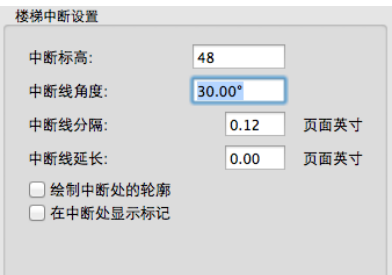 楼梯中断设置
中断标高: 48
中断线角度: 30.00°
中断线分隔: 0.12 页面英寸
中断线延长: 0.00 页面英寸
绘制中断处的轮廓
在中断处显示标记